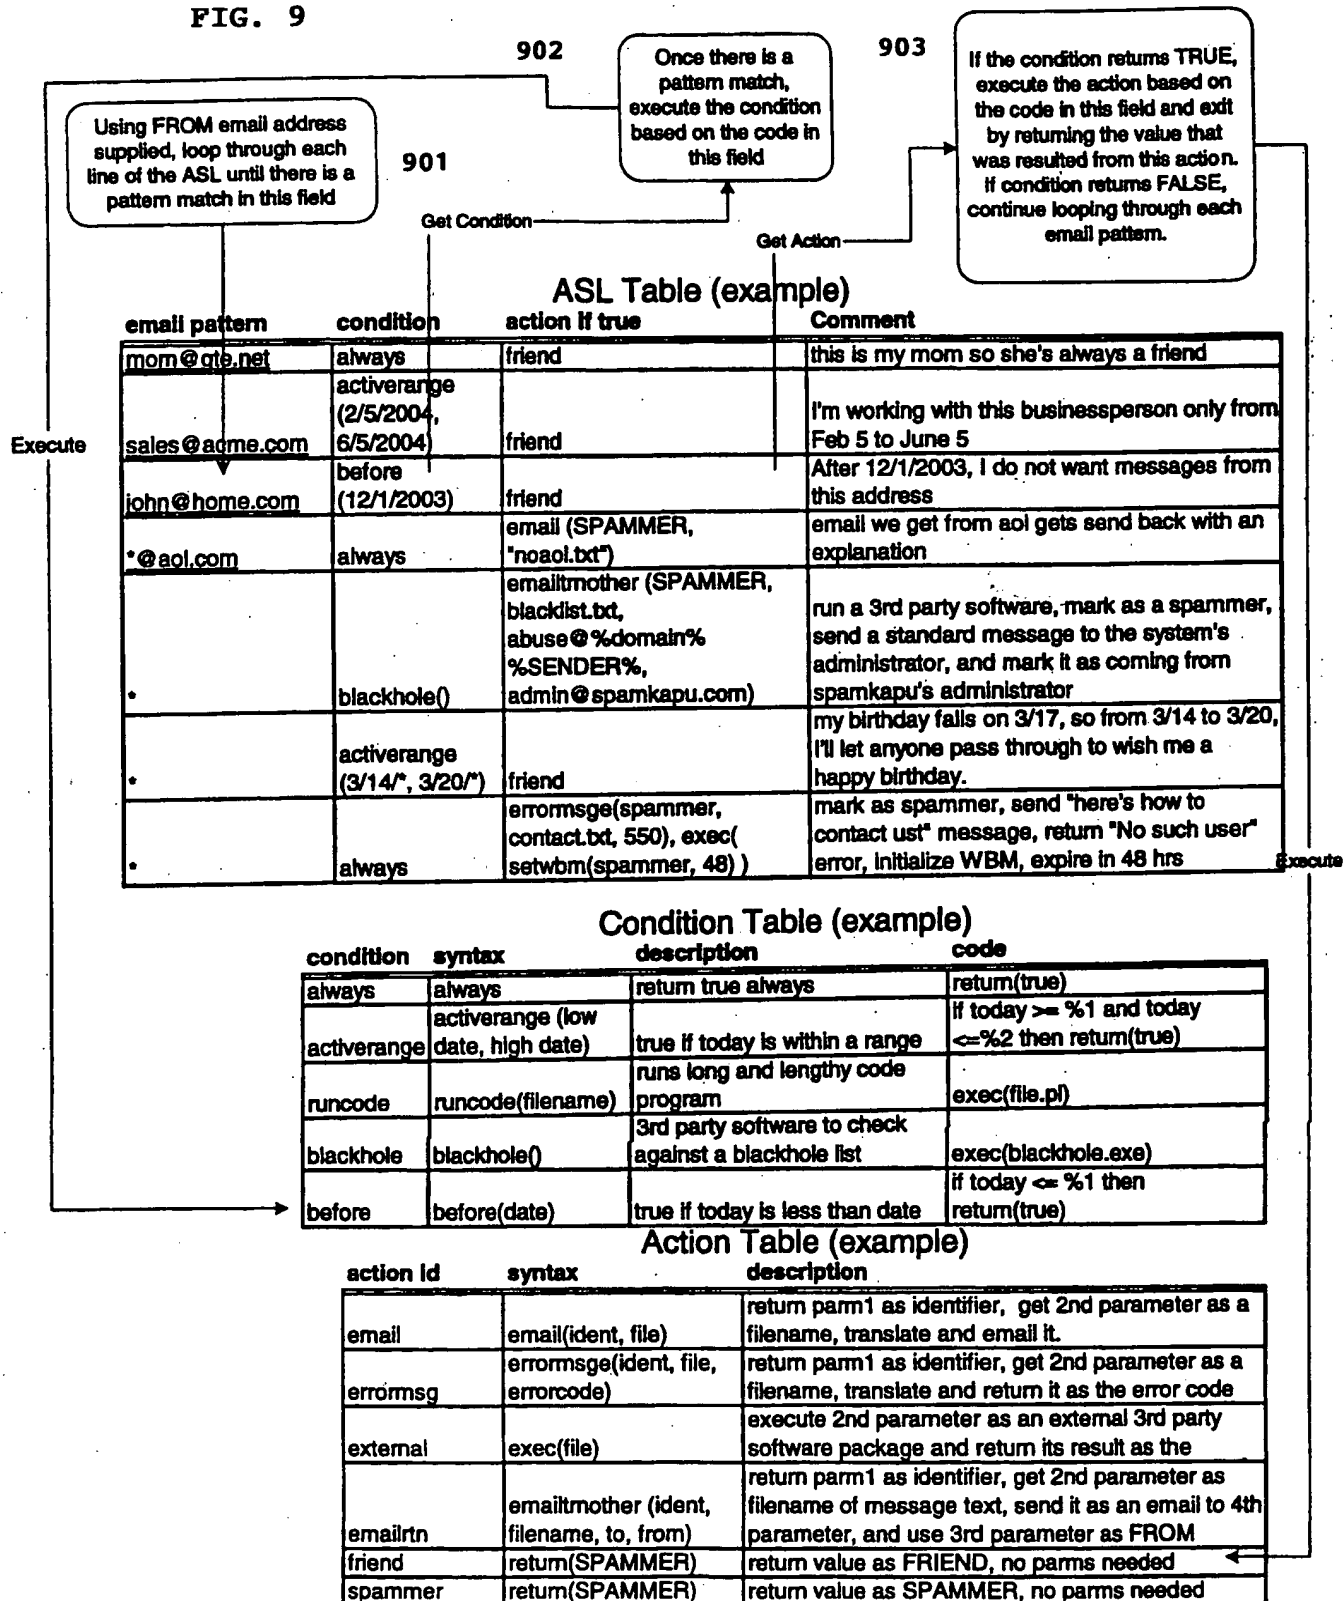 FIG. 9
902
903
Once there is a
pattern match,
execute the condition
based on the code in
this field
If the condition returns TRUE,
execute the action based on
the code in this field and exit
by returning the value that
was resulted from this action.
If condition returns FALSE,
continue looping through each
email pattern.
Using FROM email address
supplied, loop through each
line of the ASL until there is a
pattern match in this field
901
Get Condition
Get Action
ASL Table (example)
email pattern condition action if true Comment
mom@gte.net always friend this is my mom so she's always a friend
activerange
(2/5/2004, I'm working with this businessperson only from
sales@acme.com 6/5/2004) friend Feb 5 to June 5
Execute
before After 12/1/2003, I do not want messages from
john@home.com (12/1/2003) friend this address
email (SPAMMER, email we get from aol gets send back with an
*@aol.com always "noaol.txt") explanation
emailtrnother (SPAMMER,
blacklist.txt, run a 3rd party software, mark as a spammer,
abuse@%domain% send a standard message to the system's
%SENDER%, administrator, and mark it as coming from
* blackhole() admin@spamkapu.com) spamkapu's administrator
my birthday falls on 3/17, so from 3/14 to 3/20,
activerange I'll let anyone pass through to wish me a
* (3/14/*, 3/20/*) friend happy birthday.
errormsge(spammer, mark as spammer, send "here's how to
contact.txt, 550), exec( contact ust" message, return "No such user"
* always setwbm(spammer, 48) ) error, initialize WBM, expire in 48 hrs
Execute
Condition Table (example)
condition syntax description code
always always return true always return(true)
activerange (low if today >= %1 and today
activerange date, high date) true if today is within a range <=%2 then return(true)
runs long and lengthy code
runcode runcode(filename) program exec(file.pl)
3rd party software to check
blackhole blackhole() against a blackhole list exec(blackhole.exe)
if today <= %1 then
before before(date) true if today is less than date return(true)
Action Table (example)
action id syntax description
return parm1 as identifier, get 2nd parameter as a
email email(ident, file) filename, translate and email it.
errormsge(ident, file, return parm1 as identifier, get 2nd parameter as a
errormsg errorcode) filename, translate and return it as the error code
execute 2nd parameter as an external 3rd party
external exec(file) software package and return its result as the
return parm1 as identifier, get 2nd parameter as
emailtrnother (ident, filename of message text, send it as an email to 4th
emailrtn filename, to, from) parameter, and use 3rd parameter as FROM
friend return(SPAMMER) return value as FRIEND, no parms needed
spammer return(SPAMMER) return value as SPAMMER, no parms needed